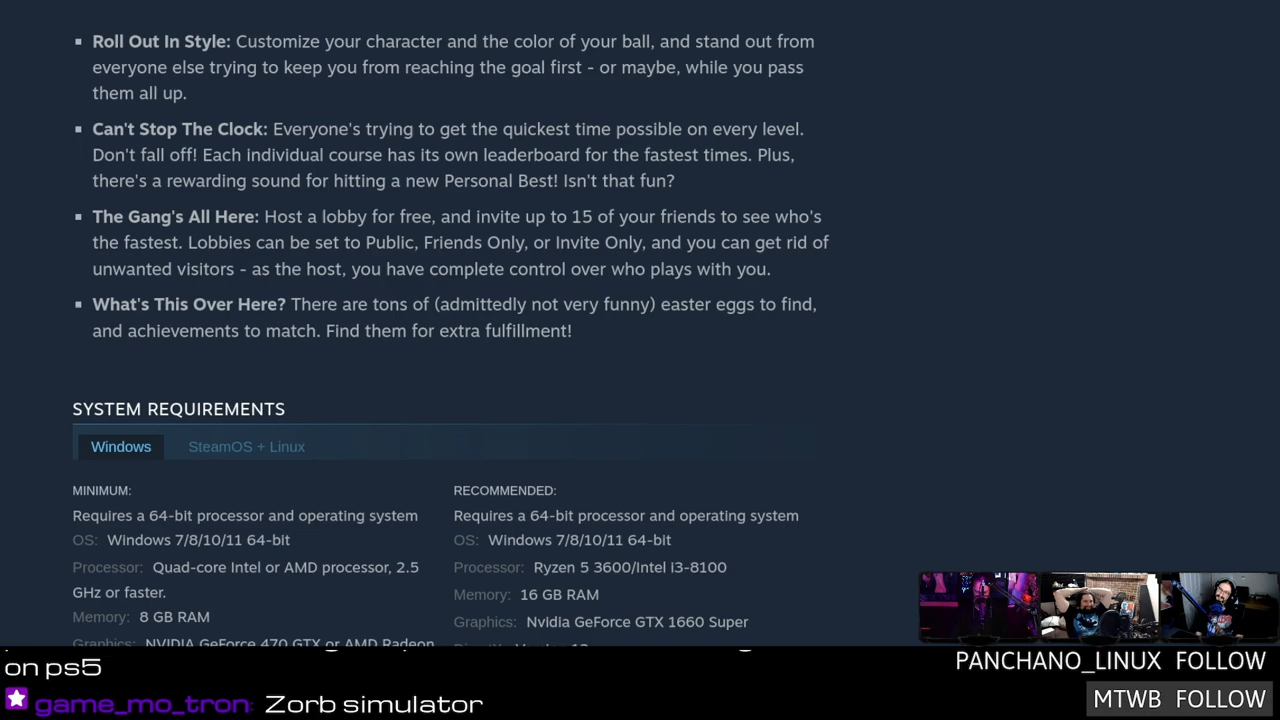 Roll Out In Style: Customize your character and the color of your ball, and stand out from
everyone else trying to keep you from reaching the goal first - or maybe, while you pass
them all up.
Can't Stop The Clock: Everyone's trying to get the quickest time possible on every level.
Don't fall off! Each individual course has its own leaderboard for the fastest times. Plus,
there's a rewarding sound for hitting a new Personal Best! Isn't that fun?
The Gang's All Here: Host a lobby for free, and invite up to 15 of your friends to see who's
the fastest. Lobbies can be set to Public, Friends Only, or Invite Only, and you can get rid of
unwanted visitors - as the host, you have complete control over who plays with you.
What's This Over Here? There are tons of (admittedly not very funny) easter eggs to find,
and achievements to match. Find them for extra fulfillment!
SYSTEM REQUIREMENTS
Windows SteamOS + Linux
MINIMUM:
Requires a 64-bit processor and operating system
OS: Windows 7/8/10/11 64-bit
Processor: Quad-core Intel or AMD processor, 2.5
GHz or faster.
Memory: 8 GB RAM
Graphics: NVIDIA GeForce 470 GTX or AMD Radeon
RECOMMENDED:
Requires a 64-bit processor and operating system
OS: Windows 7/8/10/11 64-bit
Processor: Ryzen 5 3600/Intel I3-8100
Memory: 16 GB RAM
Graphics: Nvidia GeForce GTX 1660 Super
on ps5
game_mo_tron: Zorb simulator
PANCHANO_LINUX FOLLOW
MTWB FOLLOW